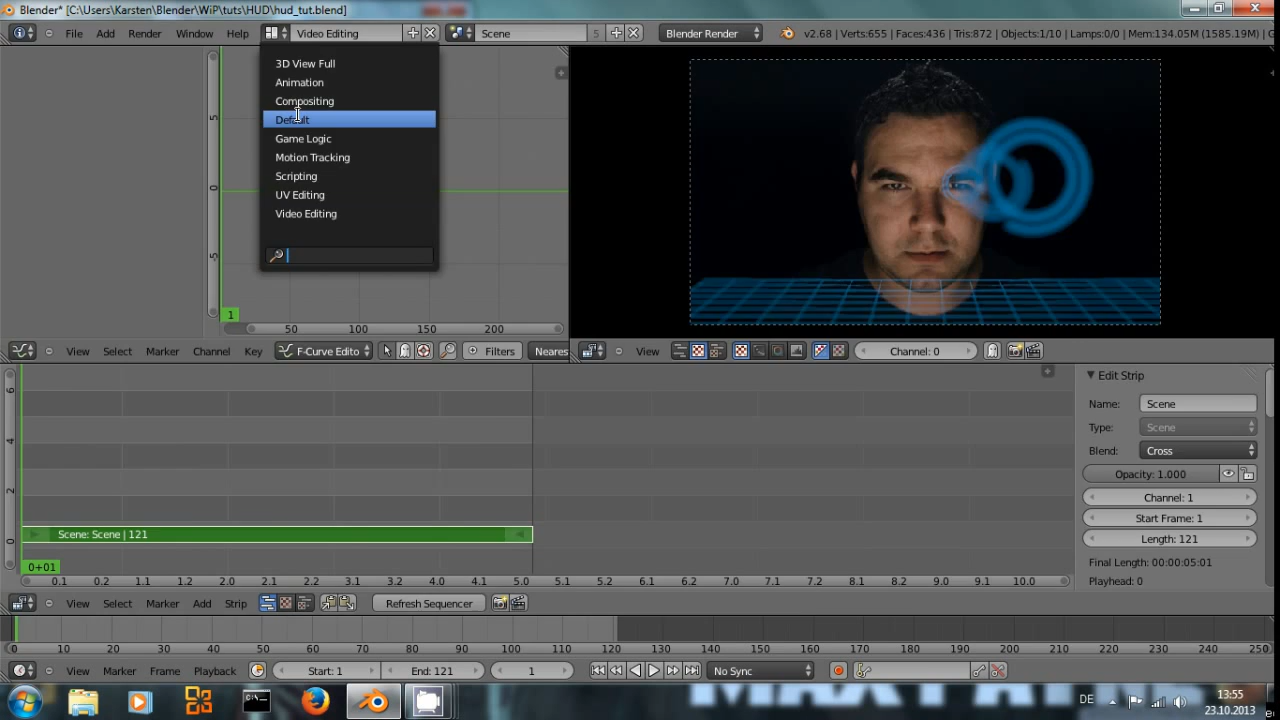 Blender* [C:\Users\Karsten\Blender\WiP\tuts\HUD\hud_tut.blend]
File Add Render Window Help Video Editing Scene 5 Blender Render v2.68 | Verts:655 | Faces:436 | Tris:872 | Objects:1/10 | Lamps:0/0 | Mem:134.05M (1585.19M)
3D View Full
Animation
Compositing
Default
Game Logic
Motion Tracking
Scripting
UV Editing
Video Editing
5
0
-5
1
50 100 150 200
View Select Marker Channel Key F-Curve Edito Filters Neares
View Channel: 0
Edit Strip
Name: Scene
Type: Scene
Blend: Cross
Opacity: 1.000
Channel: 1
Start Frame: 1
Length: 121
Final Length: 00:00:05:01
Playhead: 0
6
4
2
0
Scene: Scene | 121
0+01
0.1 0.2 1.1 1.2 2.0 2.1 2.2 3.1 3.2 4.0 4.1 5.0 5.1 5.2 6.1 6.2 7.0 7.1 7.2 8.1 8.2 9.0 9.1 10.0
View Select Marker Add Strip Refresh Sequencer
0 10 20 30 40 50 60 70 80 90 100 110 120 130 140 150 160 170 180 190 200 210 220 230 240 250
View Marker Frame Playback Start: 1 End: 121 1 No Sync
DE
13:55
23.10.2013